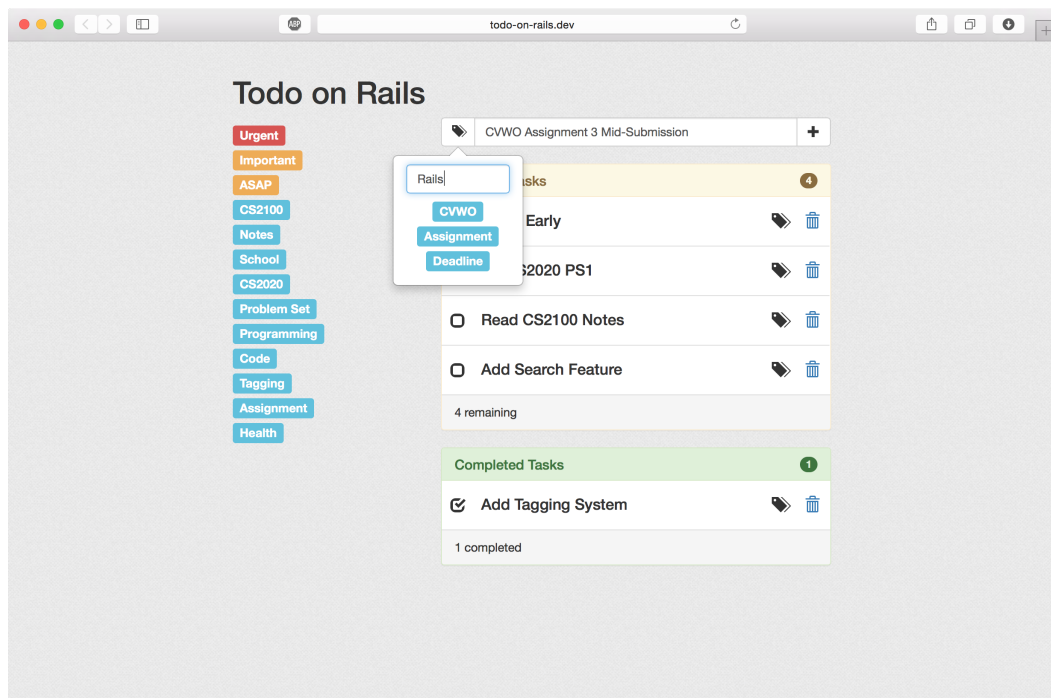 ABP
todo-on-rails.dev
Todo on Rails
Urgent
Important
ASAP
CS2100
Notes
School
CS2020
Problem Set
Programming
Code
Tagging
Assignment
Health
CVWO Assignment 3 Mid-Submission
Rails
CVWO
Assignment
Deadline
4
Early
PS1
Read CS2100 Notes
Add Search Feature
4 remaining
Completed Tasks
1
Add Tagging System
1 completed